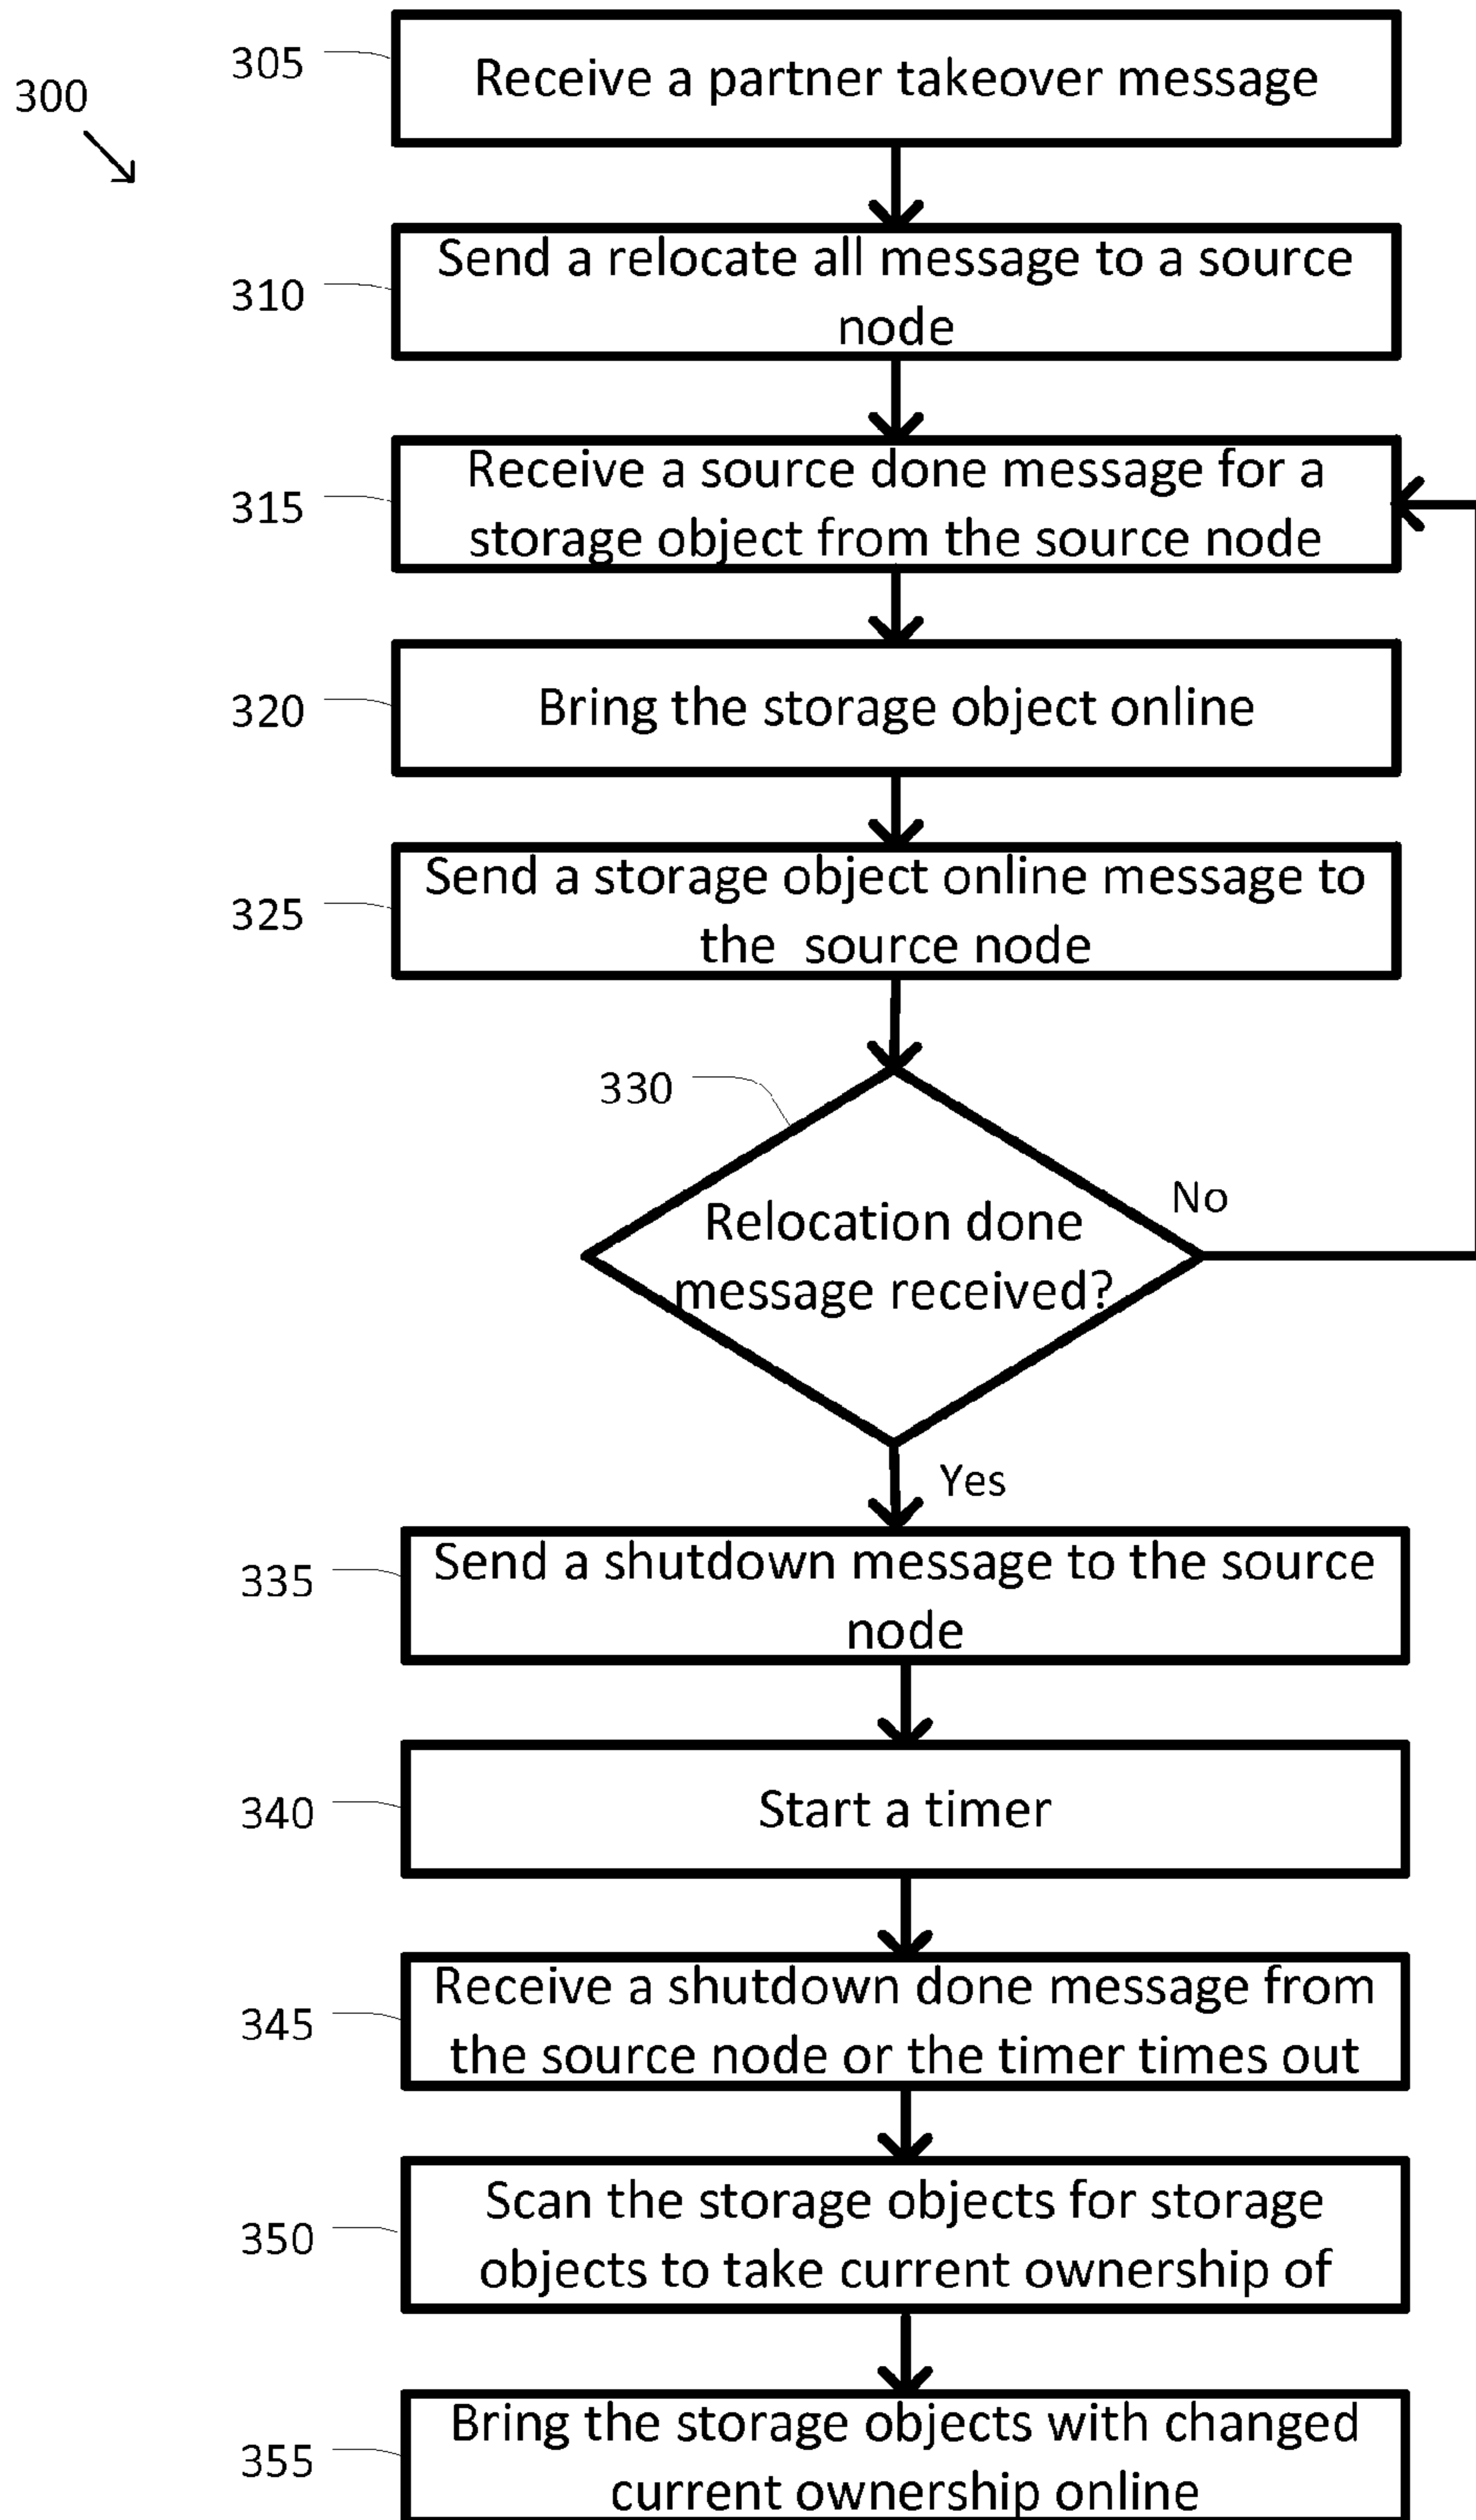 300
305
Receive a partner takeover message
310
Send a relocate all message to a source
node
315
Receive a source done message for a
storage object from the source node
320
Bring the storage object online
325
Send a storage object online message to
the source node
330
Relocation done
message received?
No
Yes
335
Send a shutdown message to the source
node
340
Start a timer
345
Receive a shutdown done message from
the source node or the timer times out
350
Scan the storage objects for storage
objects to take current ownership of
355
Bring the storage objects with changed
current ownership online